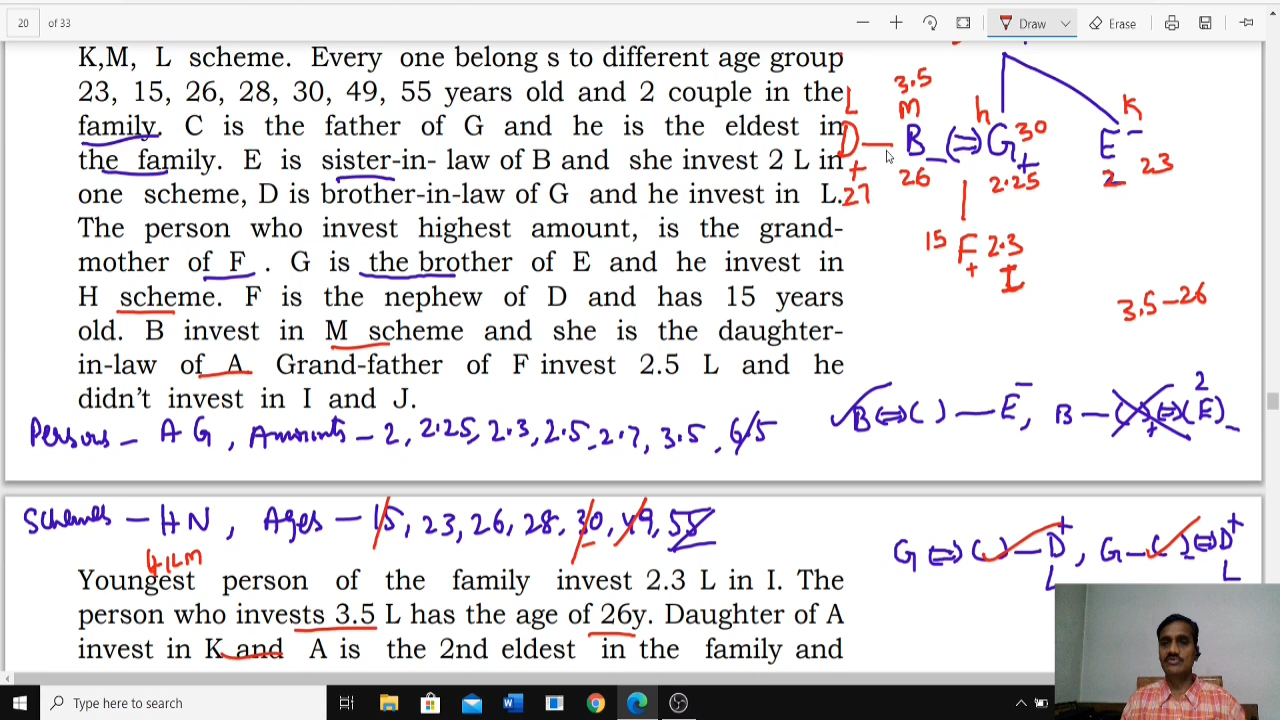 20 of 33
Draw
Erase
K,M, L scheme. Every one belong s to different age group
23, 15, 26, 28, 30, 49, 55 years old and 2 couple in the
family. C is the father of G and he is the eldest in
the family. E is sister-in- law of B and she invest 2 L in
one scheme, D is brother-in-law of G and he invest in L.
The person who invest highest amount, is the grand-
mother of F . G is the brother of E and he invest in
H scheme. F is the nephew of D and has 15 years
old. B invest in M scheme and she is the daughter-
in-law of A. Grand-father of F invest 2.5 L and he
didn't invest in I and J.
L 3.5 M h K
D — B _ (⇔) G 30 + E −
+ 27 26 2.25 2 23
15 F 2.3
+ I
3.5-26
Persons - A G, Amounts - 2, 2.25, 2.3, 2.5, 2.7, 3.5, 6.5
B ⇔ ( ) — E −, B — ( ) + ⇔ (E) − 2
Schemes - H N, Ages - 15, 23, 26, 28, 30, 49, 55
G ⇔ ( ) — D + L, G — ( ) ⇔ D + L
Youngest person of the family invest 2.3 L in I. The
person who invests 3.5 L has the age of 26y. Daughter of A
invest in K and A is the 2nd eldest in the family and
Type here to search